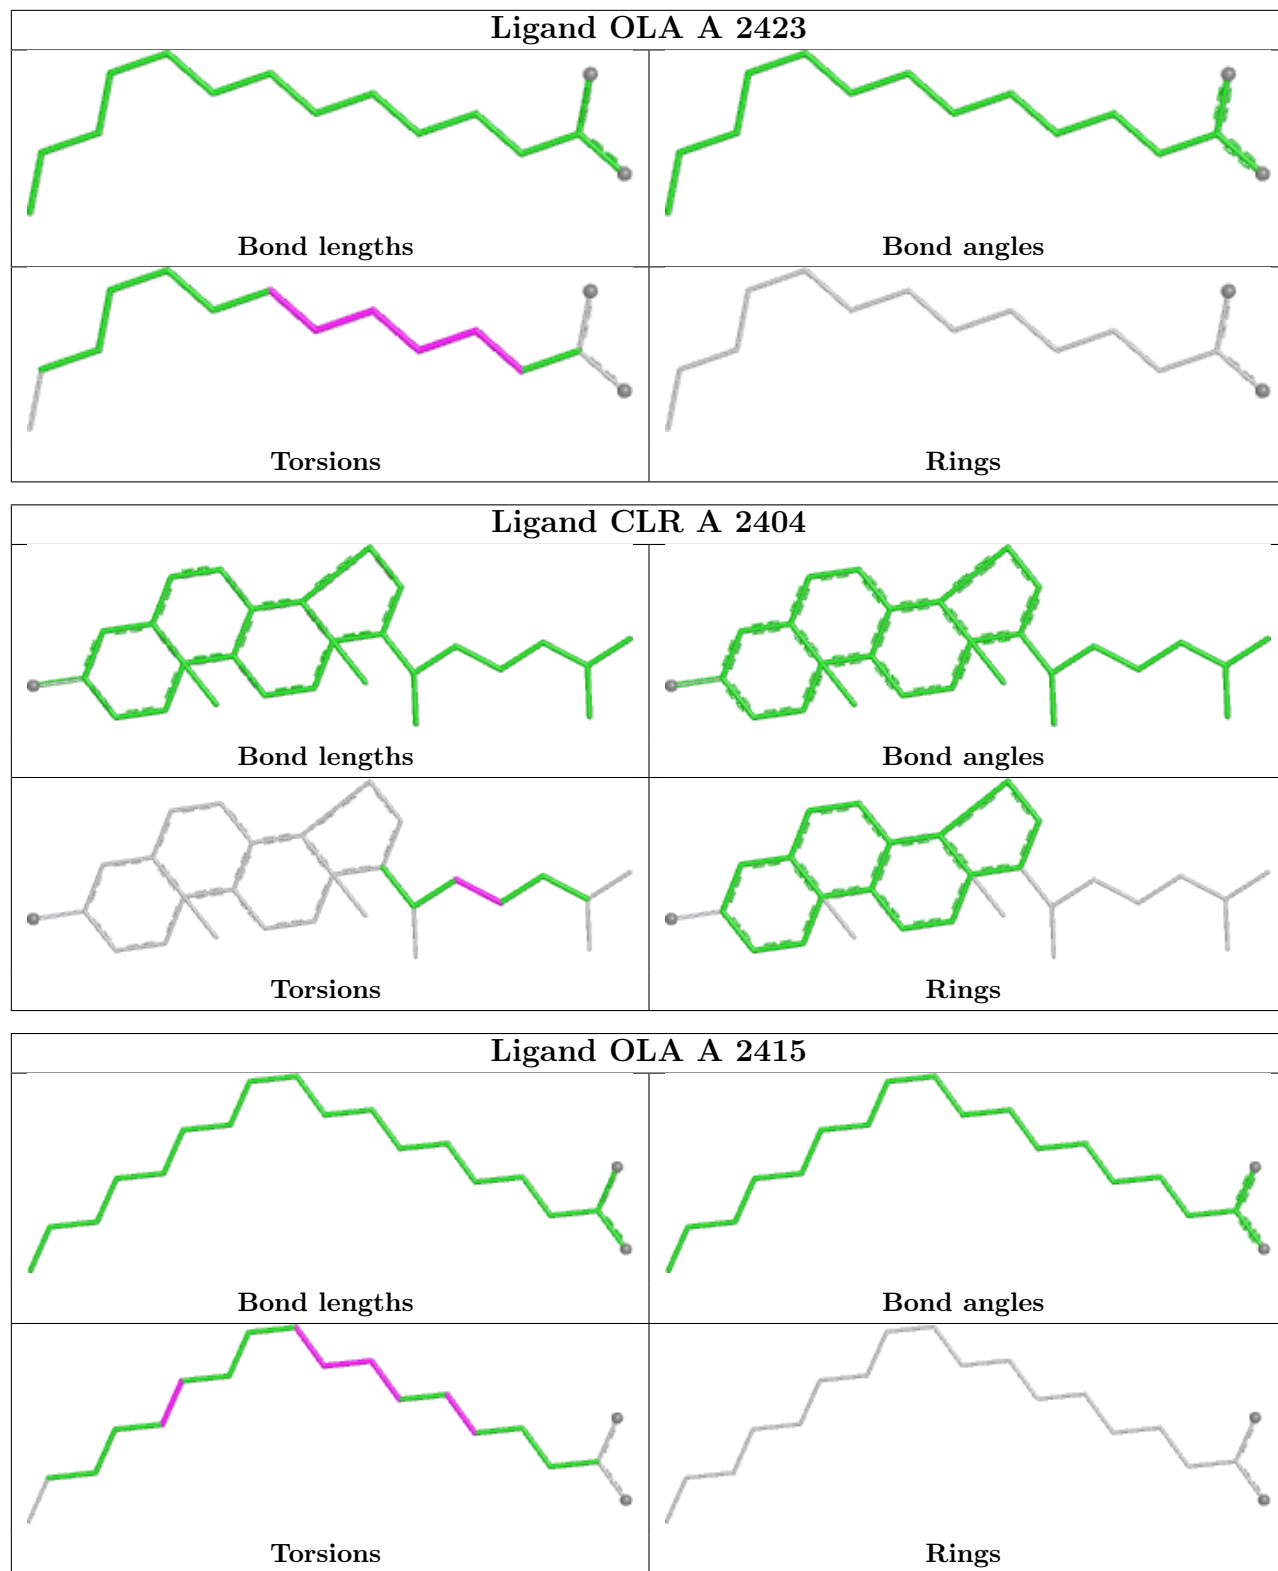 Ligand OLA A 2423
Bond lengths
Bond angles
Torsions
Rings
Ligand CLR A 2404
Bond lengths
Bond angles
Torsions
Rings
Ligand OLA A 2415
Bond lengths
Bond angles
Torsions
Rings